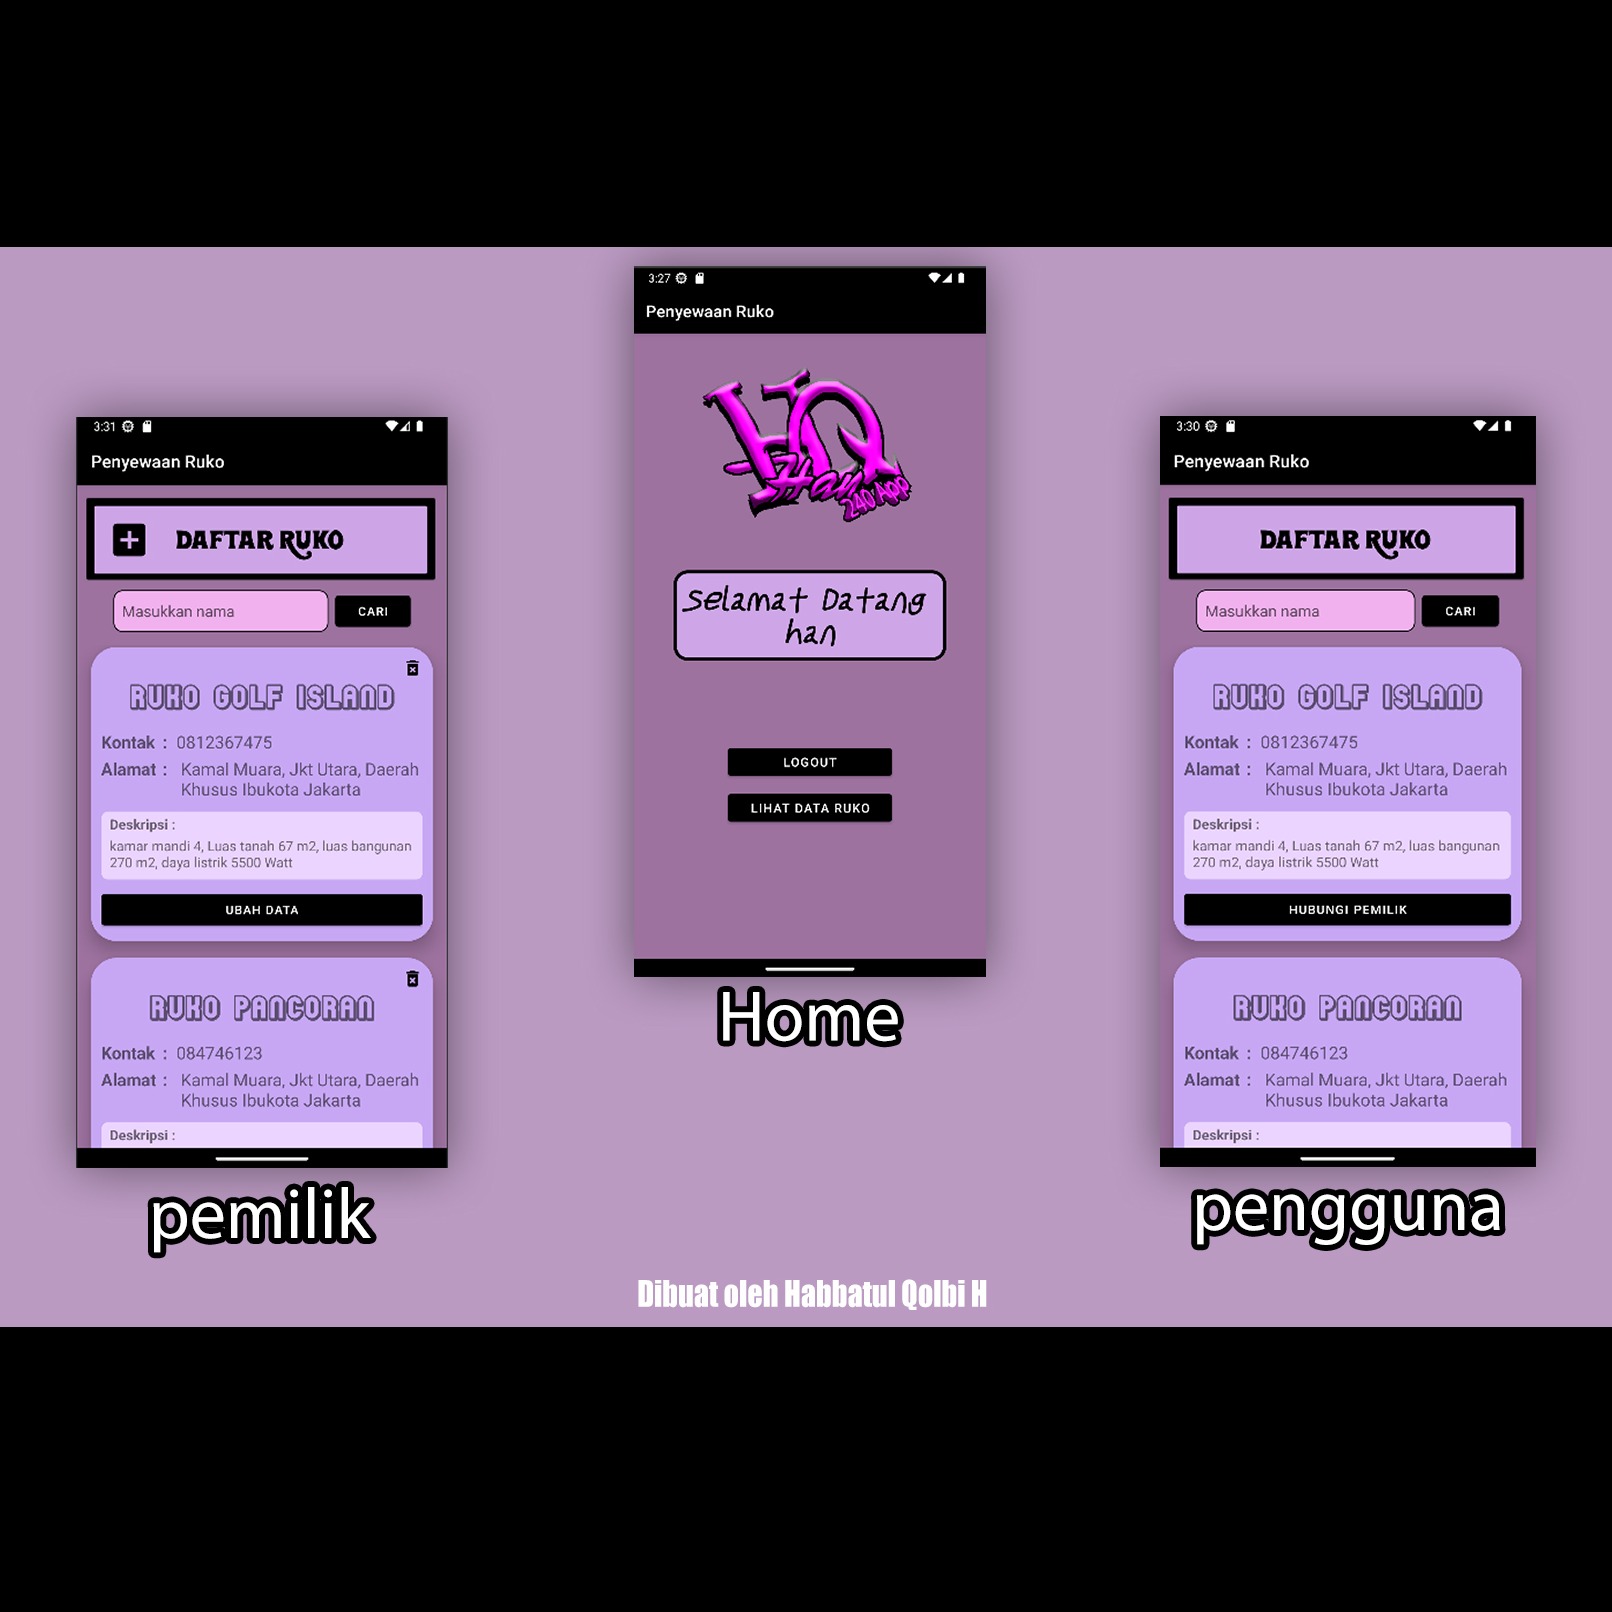 3:31
Penyewaan Ruko
DAFTAR RUKO
Masukkan nama
CARI
RUKO GOLF ISLAND
Kontak : 0812367475
Alamat : Kamal Muara, Jkt Utara, Daerah
Khusus Ibukota Jakarta
Deskripsi :
kamar mandi 4, Luas tanah 67 m2, luas bangunan
270 m2, daya listrik 5500 Watt
UBAH DATA
RUKO PANCORAN
Kontak : 084746123
Alamat : Kamal Muara, Jkt Utara, Daerah
Khusus Ibukota Jakarta
Deskripsi :
pemilik
3:27
Penyewaan Ruko
HQ
Han
240 App
Selamat Datang
han
LOGOUT
LIHAT DATA RUKO
Home
3:30
Penyewaan Ruko
DAFTAR RUKO
Masukkan nama
CARI
RUKO GOLF ISLAND
Kontak : 0812367475
Alamat : Kamal Muara, Jkt Utara, Daerah
Khusus Ibukota Jakarta
Deskripsi :
kamar mandi 4, Luas tanah 67 m2, luas bangunan
270 m2, daya listrik 5500 Watt
HUBUNGI PEMILIK
RUKO PANCORAN
Kontak : 084746123
Alamat : Kamal Muara, Jkt Utara, Daerah
Khusus Ibukota Jakarta
Deskripsi :
pengguna
Dibuat oleh Habbatul Qolbi H